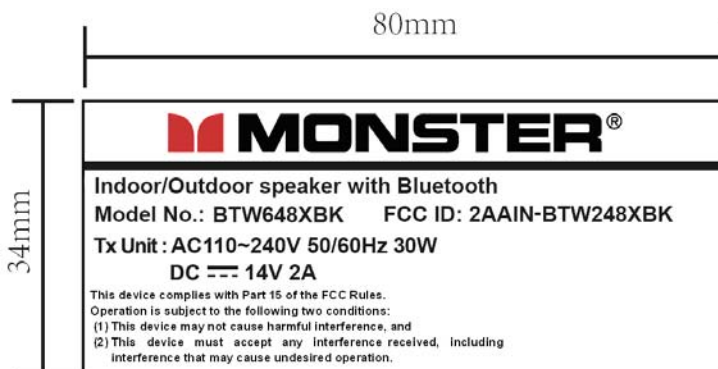 80mm
34mm
MONSTER®
Indoor/Outdoor speaker with Bluetooth
Model No.: BTW648XBK FCC ID: 2AAIN-BTW248XBK
Tx Unit : AC110~240V 50/60Hz 30W
DC 14V 2A
This device complies with Part 15 of the FCC Rules.
Operation is subject to the following two conditions:
(1) This device may not cause harmful interference, and
(2) This device must accept any interference received, including
interference that may cause undesired operation.